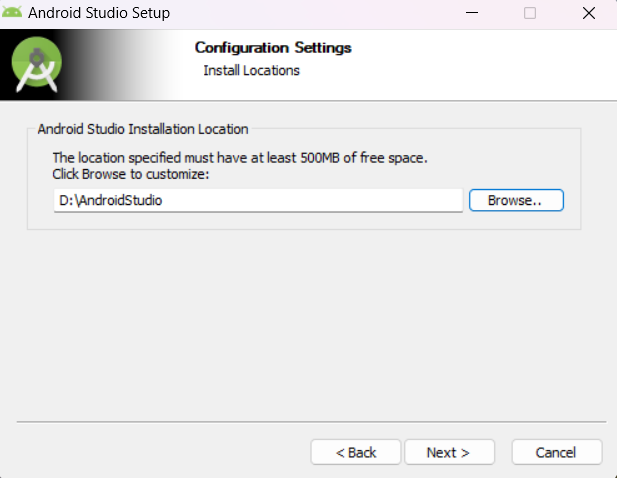 Android Studio Setup
Configuration Settings
Install Locations
Android Studio Installation Location
The location specified must have at least 500MB of free space.
Click Browse to customize:
D:\AndroidStudio
Browse..
< Back
Next >
Cancel